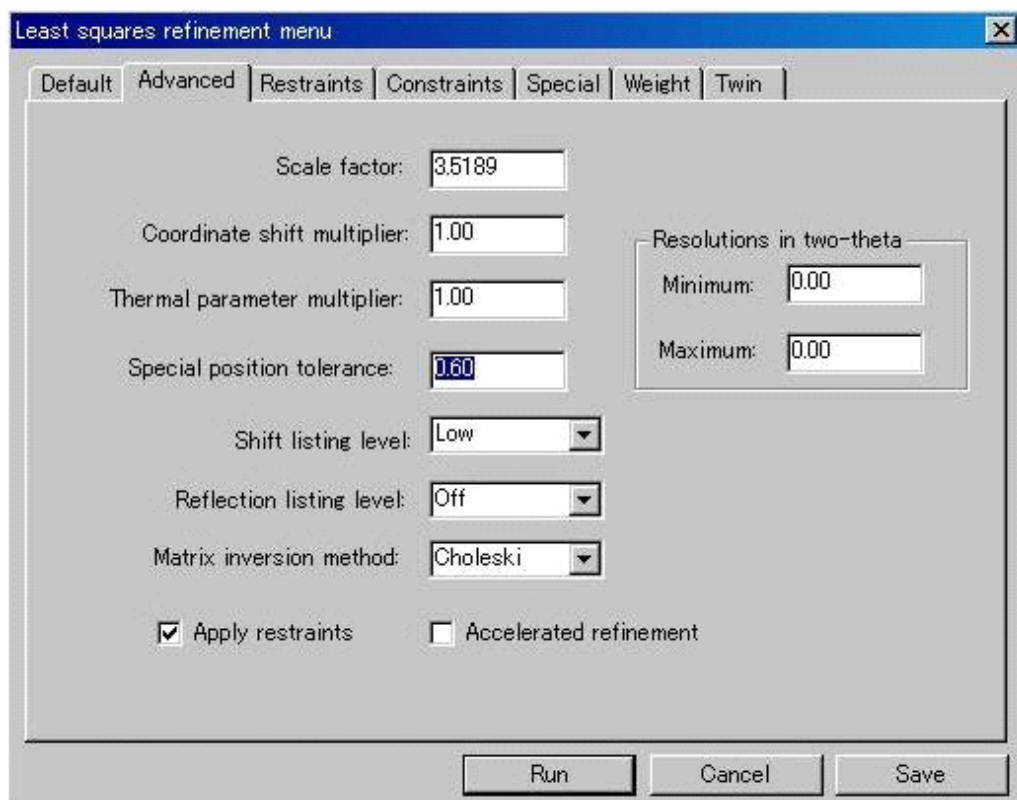 Least squares refinement menu
Default Advanced Restraints Constraints Special Weight Twin
Scale factor: 3.5189
Coordinate shift multiplier: 1.00
Thermal parameter multiplier: 1.00
Special position tolerance: 0.60
Shift listing level: Low
Reflection listing level: Off
Matrix inversion method: Choleski
Resolutions in two-theta
Minimum: 0.00
Maximum: 0.00
Apply restraints Accelerated refinement
Run Cancel Save